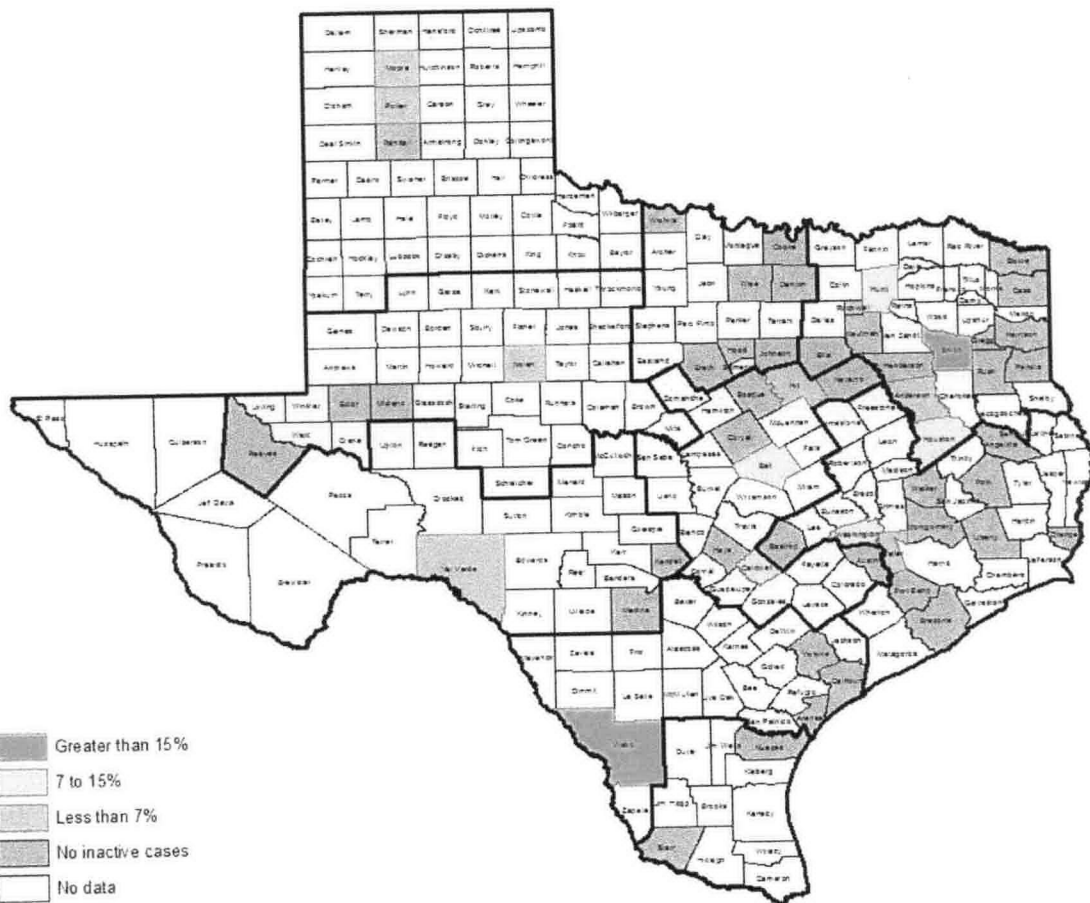 Dallam Sherman Hansford Ochiltree Lipscomb
Hartley Moore Hutchinson Roberts Hemphill
Oldham Potter Carson Gray Wheeler
Deaf Smith Randall Armstrong Donley Collingsworth
Parmer Castro Swisher Briscoe Hall Childress
Hardeman
Bailey Lamb Hale Floyd Motley Cottle Foard Wilbarger Wichita
Cochran Hockley Lubbock Crosby Dickens King Knox Baylor Archer Clay Montague Cooke Grayson Fannin Lamar Red River Bowie
Yoakum Terry Lynn Garza Kent Stonewall Haskell Throckmorton Young Jack Wise Denton Collin Hunt Hopkins Cass
Gaines Dawson Borden Scurry Fisher Jones Shackelford Stephens Palo Pinto Parker Tarrant Dallas Rockwall Kaufman Van Zandt Wood Upshur Marion
Andrews Martin Howard Mitchell Nolan Taylor Callahan Eastland Erath Hood Johnson Ellis Henderson Smith Gregg Harrison
El Paso Hudspeth Culberson Reeves Loving Winkler Ector Midland Glasscock Sterling Coke Runnels Coleman Brown Comanche Bosque Hill Navarro Anderson Cherokee Rusk Panola
Ward Crane Upton Reagan Irion Tom Green Concho McCulloch San Saba Mills Hamilton Coryell McLennan Limestone Freestone Houston Nacogdoches Shelby
Jeff Davis Pecos Crockett Schleicher Menard Mason Llano Lampasas Burnet Bell Falls Robertson Leon Madison Trinity Angelina Sabine
Presidio Brewster Terrell Val Verde Sutton Kimble Gillespie Blanco Williamson Milam Burleson Brazos Grimes Walker San Jacinto Polk Tyler Jasper
Edwards Kerr Real Bandera Kendall Comal Hays Travis Bastrop Lee Washington Montgomery Liberty Hardin Orange
Kinney Uvalde Medina Bexar Guadalupe Caldwell Fayette Austin Waller Harris Chambers Jefferson
Maverick Zavala Frio Atascosa Wilson Gonzales Lavaca Colorado Fort Bend Galveston
Dimmit La Salle McMullen Live Oak Karnes DeWitt Victoria Jackson Wharton Brazoria Matagorda
Webb Duval Jim Wells Bee Goliad Refugio Calhoun Aransas San Patricio Nueces
Zapata Jim Hogg Brooks Kleberg Kenedy
Starr Hidalgo Willacy Cameron
Greater than 15%
7 to 15%
Less than 7%
No inactive cases
No data